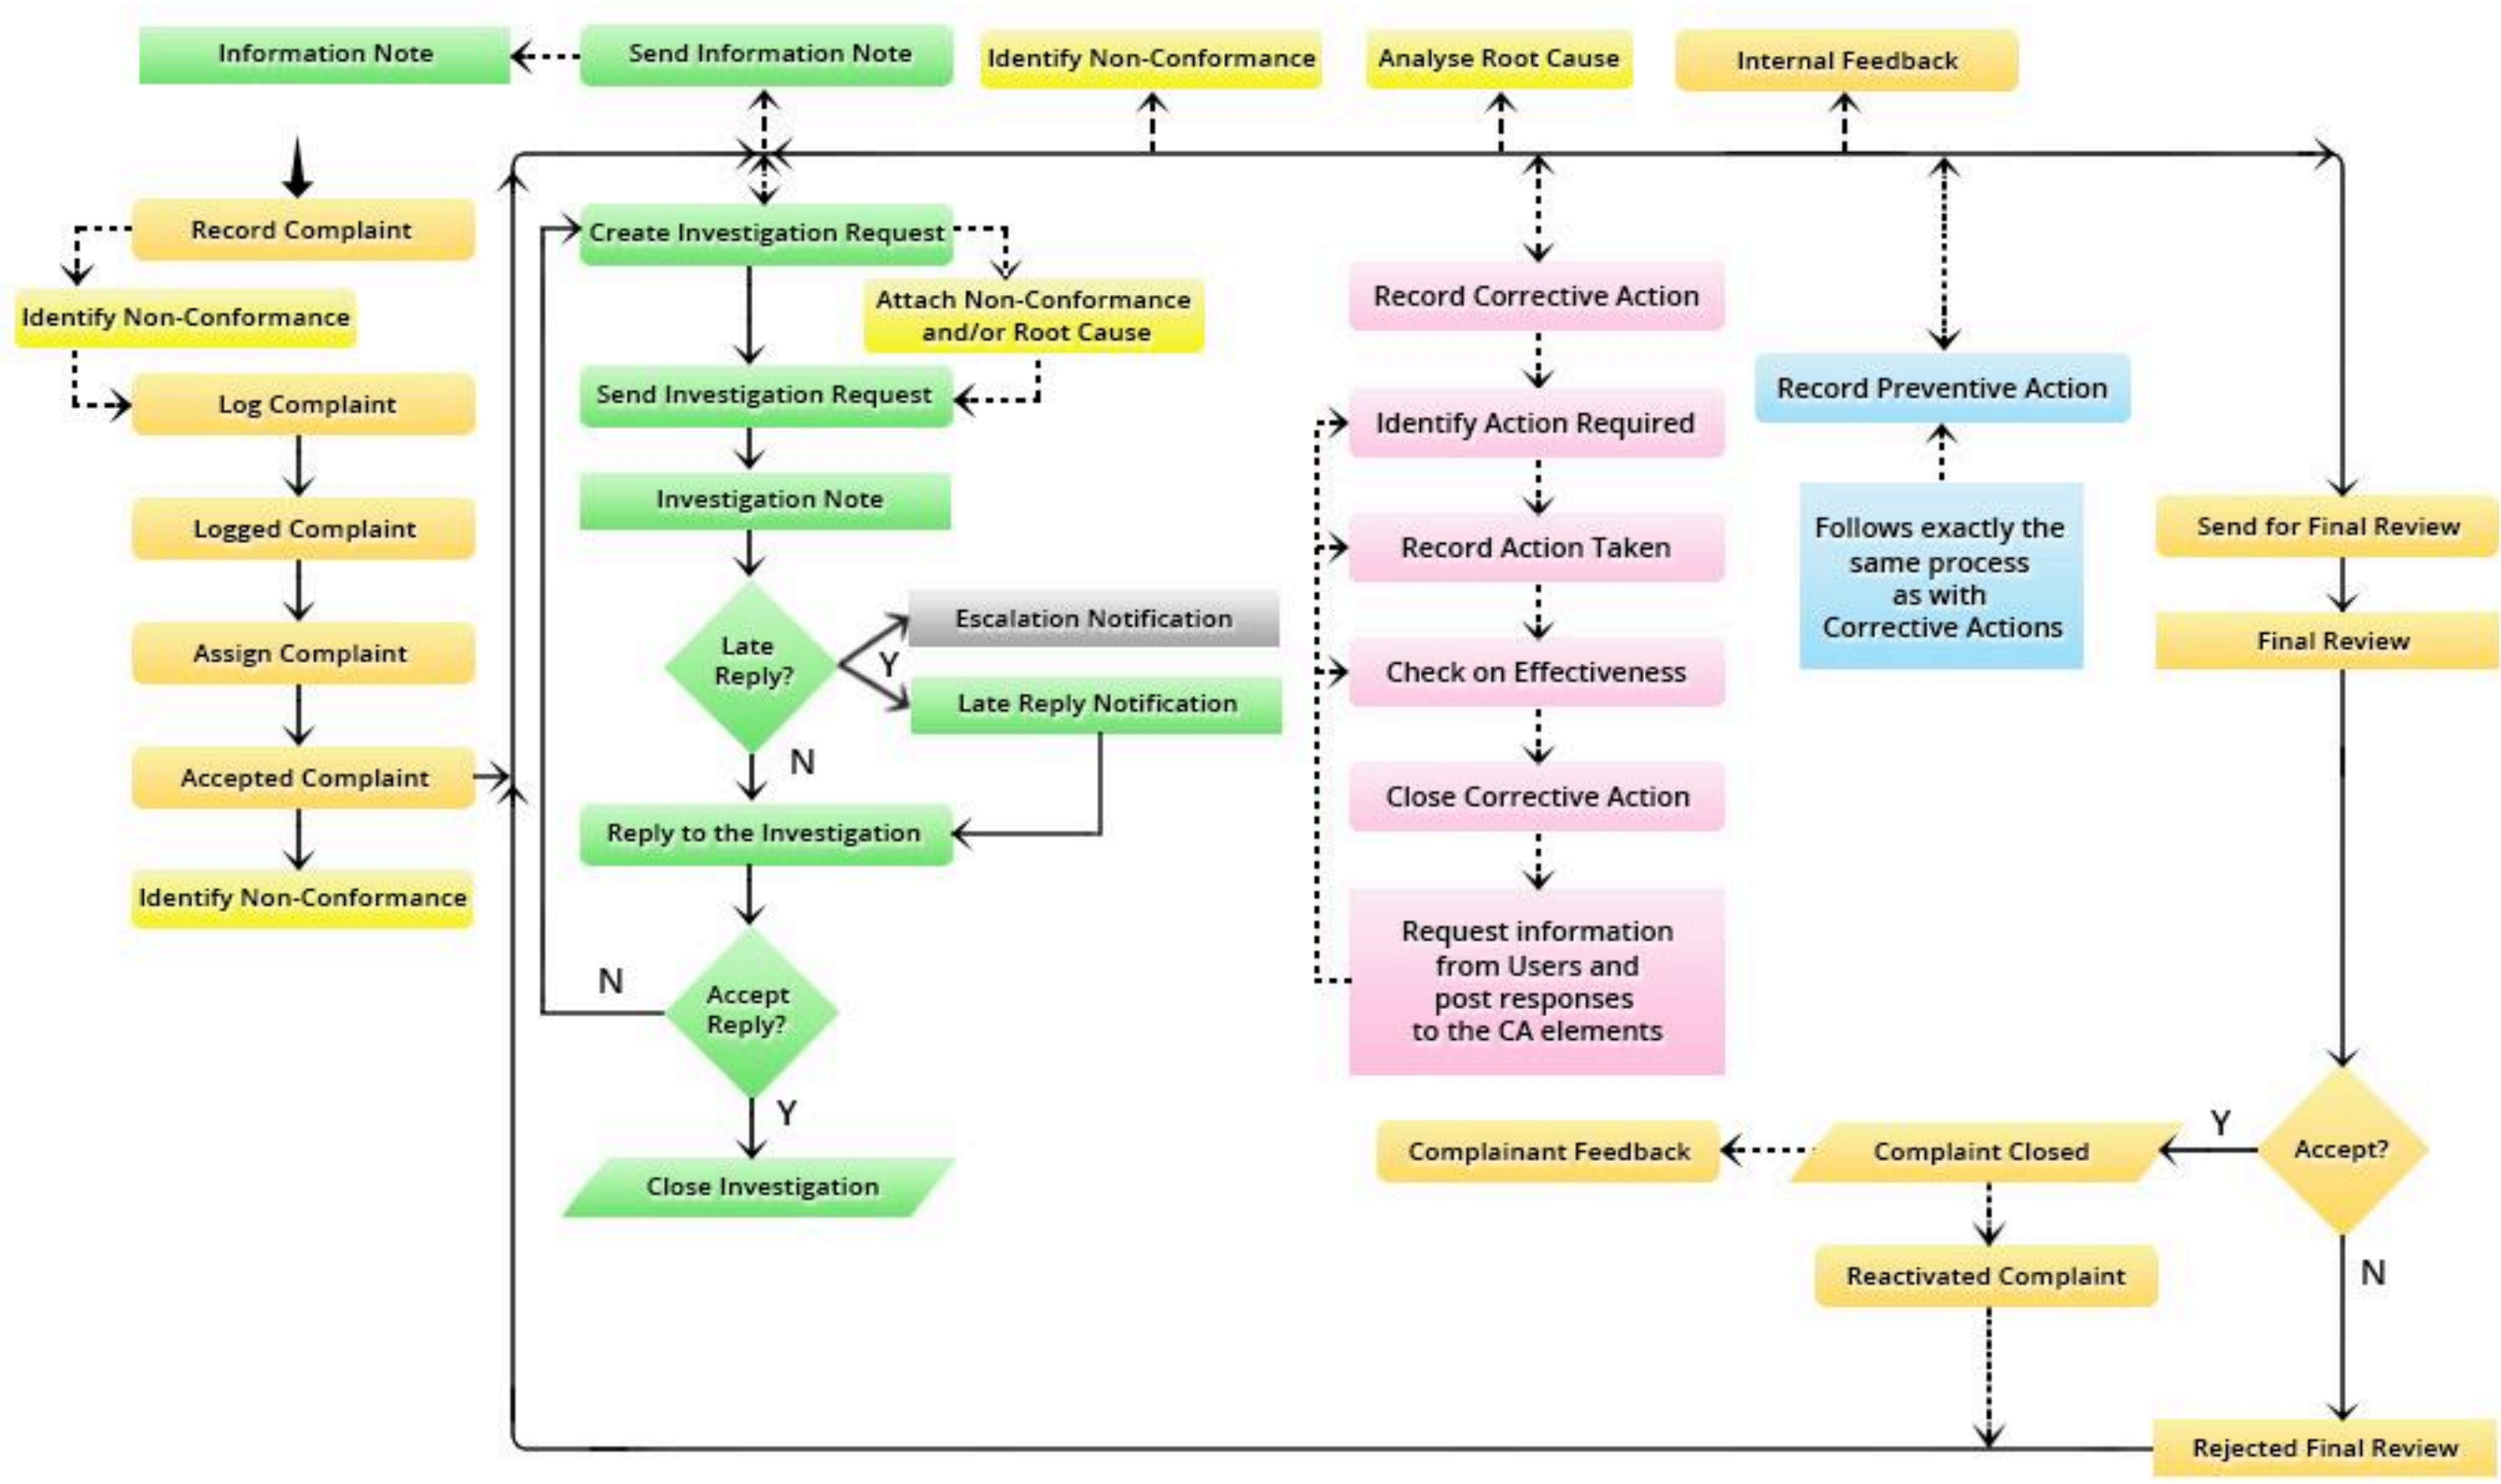 Information Note
Send Information Note
Identify Non-Conformance
Analyse Root Cause
Internal Feedback
Record Complaint
Identify Non-Conformance
Log Complaint
Logged Complaint
Assign Complaint
Accepted Complaint
Identify Non-Conformance
Create Investigation Request
Attach Non-Conformance
and/or Root Cause
Send Investigation Request
Investigation Note
Late
Reply?
Y
Escalation Notification
Late Reply Notification
N
Reply to the Investigation
Accept
Reply?
N
Y
Close Investigation
Record Corrective Action
Identify Action Required
Record Action Taken
Check on Effectiveness
Close Corrective Action
Request information
from Users and
post responses
to the CA elements
Record Preventive Action
Follows exactly the
same process
as with
Corrective Actions
Send for Final Review
Final Review
Accept?
Y
Complaint Closed
Complainant Feedback
Reactivated Complaint
N
Rejected Final Review